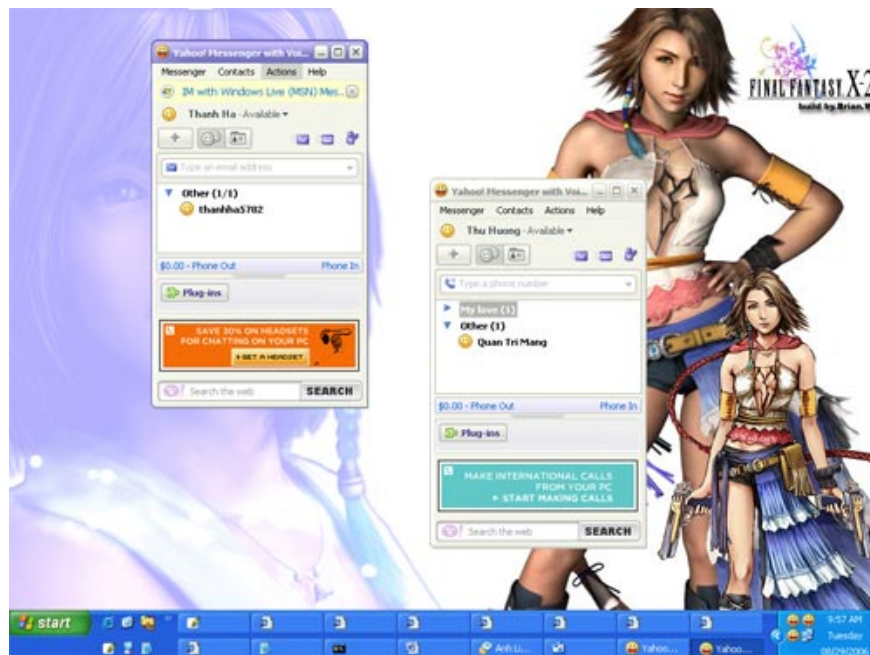 Yahoo! Messenger with Voi...
Messenger Contacts Actions Help
IM with Windows Live (MSN) Mes...
Thanh Ha - Available
Type an email address
Other (1/1)
thanhha5782
$0.00 - Phone Out Phone In
Plug-ins
SAVE 30% ON HEADSETS
FOR CHATTING ON YOUR PC
GET A HEADSET
Search the web SEARCH
FINAL FANTASY X-2
build by Brian.
Yahoo! Messenger with Voi...
Messenger Contacts Actions Help
Thu Huong - Available
Type a phone number
My love (1)
Other (1)
Quan Tri Mang
$0.00 - Phone Out Phone In
Plug-ins
MAKE INTERNATIONAL CALLS
FROM YOUR PC
START MAKING CALLS
Search the web SEARCH
start
9:57 AM
Tuesday
Anh Li...
Yahoo...
Yahoo...
08/29/2006